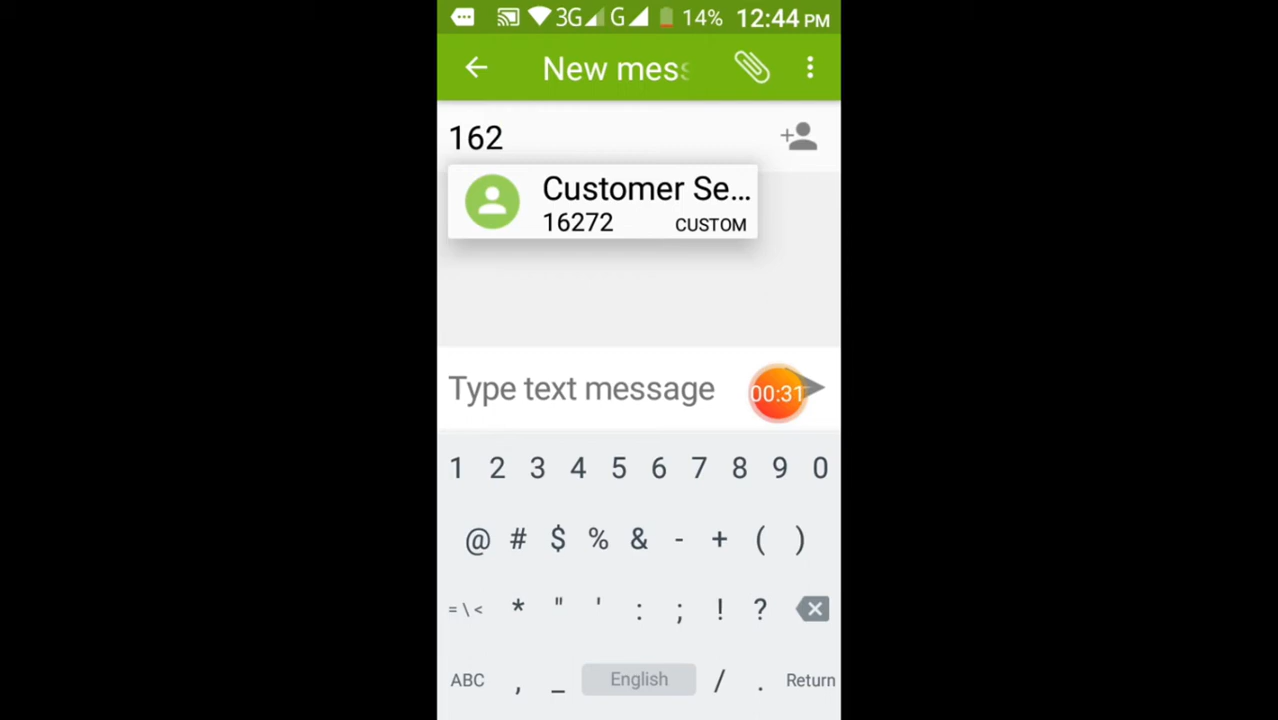 3G G 14% 12:44 PM
New mess
162
Customer Se...
16272 CUSTOM
Type text message 00:31
1 2 3 4 5 6 7 8 9 0
@ # $ % & - + ( )
= \ < * " ' : ; ! ?
ABC , _ English / . Return